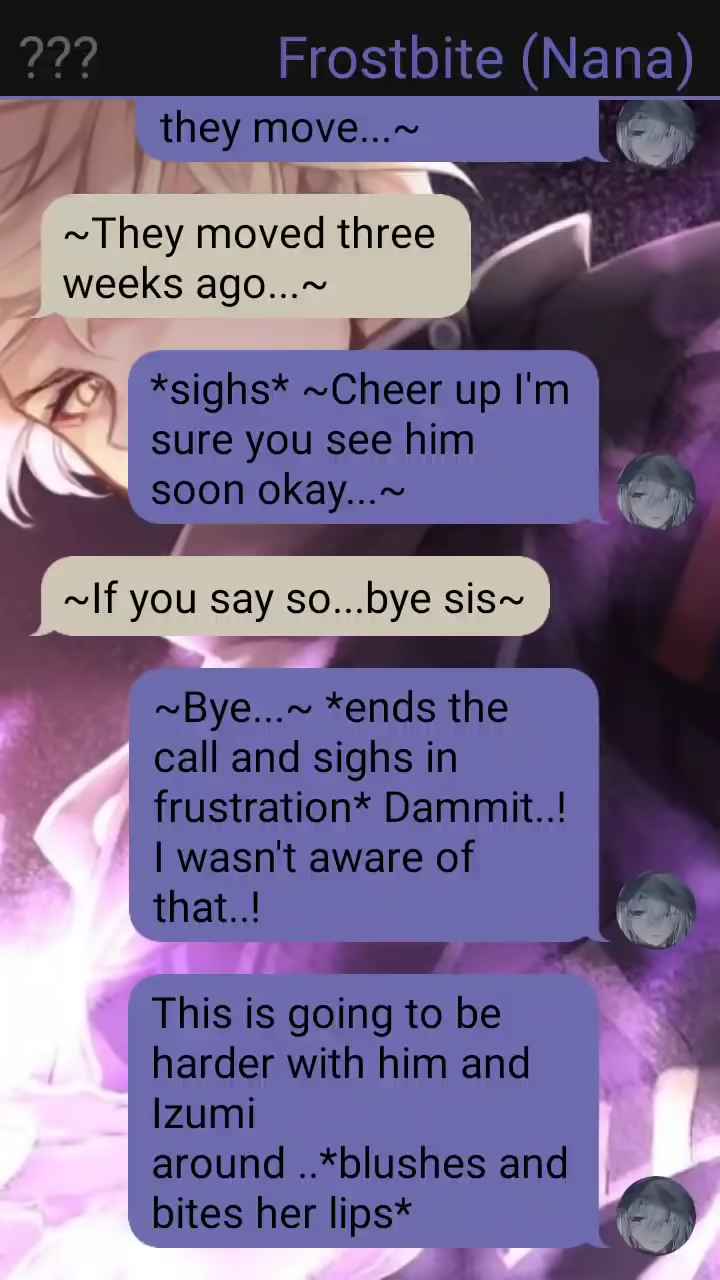 ??? Frostbite (Nana)
they move...~
~They moved three
weeks ago...~
*sighs* ~Cheer up I'm
sure you see him
soon okay...~
~If you say so...bye sis~
~Bye...~ *ends the
call and sighs in
frustration* Dammit..!
I wasn't aware of
that..!
This is going to be
harder with him and
Izumi
around ..*blushes and
bites her lips*